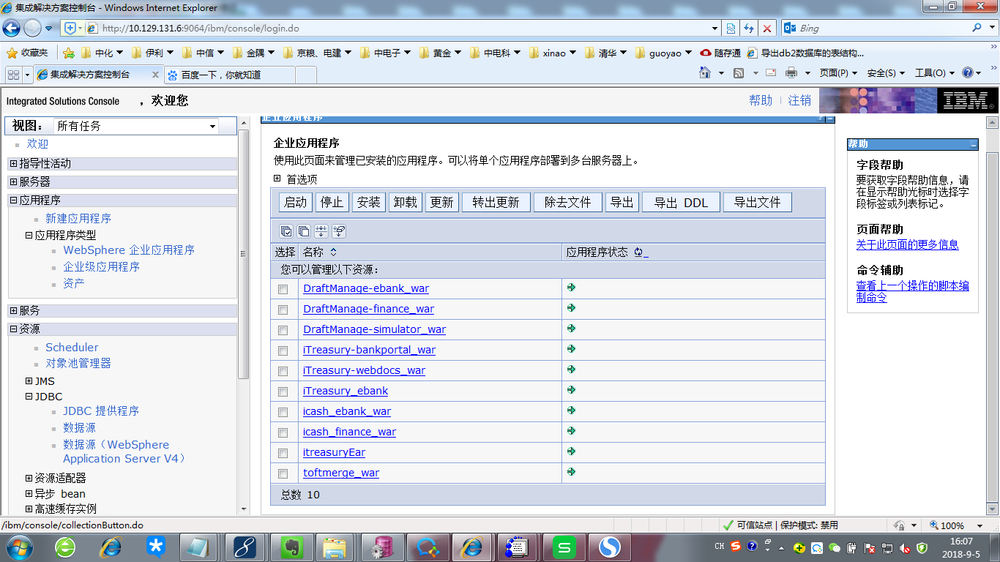 集成解决方案控制台 - Windows Internet Explorer
http://10.129.131.6:9064/ibm/console/login.do
Bing
收藏夹 中化 伊利 中信 金隅 京粮、电建 中电子 黄金 中电科 xinao 清华 guoyao 随存通 导出db2数据库的表结构...
集成解决方案控制台 百度一下，你就知道 页面(P) 安全(S) 工具(O)
Integrated Solutions Console ，欢迎您 帮助 注销 IBM
视图： 所有任务
欢迎
指导性活动
服务器
应用程序
新建应用程序
应用程序类型
WebSphere 企业应用程序
企业级应用程序
资产
服务
资源
Scheduler
对象池管理器
JMS
JDBC
JDBC 提供程序
数据源
数据源（WebSphere
Application Server V4）
资源适配器
异步 bean
高速缓存实例
企业应用程序
企业应用程序
使用此页面来管理已安装的应用程序。可以将单个应用程序部署到多台服务器上。
首选项
启动 停止 安装 卸载 更新 转出更新 除去文件 导出 导出 DDL 导出文件
选择 名称 应用程序状态
您可以管理以下资源：
DraftManage-ebank_war
DraftManage-finance_war
DraftManage-simulator_war
iTreasury-bankportal_war
iTreasury-webdocs_war
iTreasury_ebank
icash_ebank_war
icash_finance_war
itreasuryEar
toftmerge_war
总数 10
帮助
字段帮助
要获取字段帮助信息，请
在显示帮助光标时选择字
段标签或列表标记。
页面帮助
关于此页面的更多信息
命令辅助
查看上一个操作的脚本编
制命令
/ibm/console/collectionButton.do 可信站点 | 保护模式: 禁用 100%
CH 16:07
2018-9-5